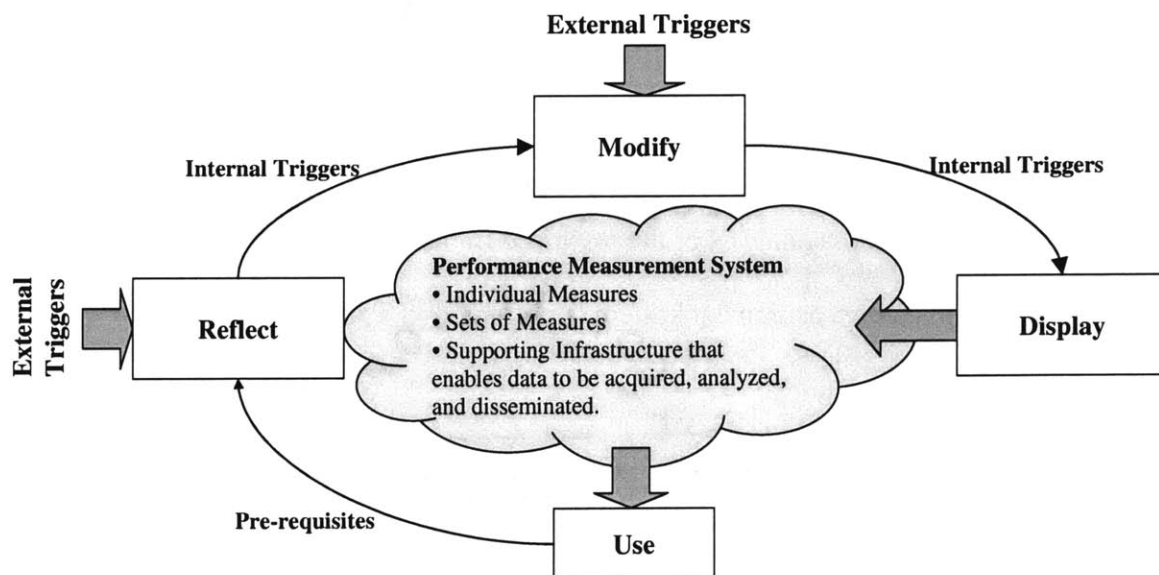 External Triggers
Modify
Internal Triggers
Internal Triggers
Performance Measurement System
• Individual Measures
• Sets of Measures
• Supporting Infrastructure that
enables data to be acquired, analyzed,
and disseminated.
External
Triggers
Reflect
Display
Pre-requisites
Use